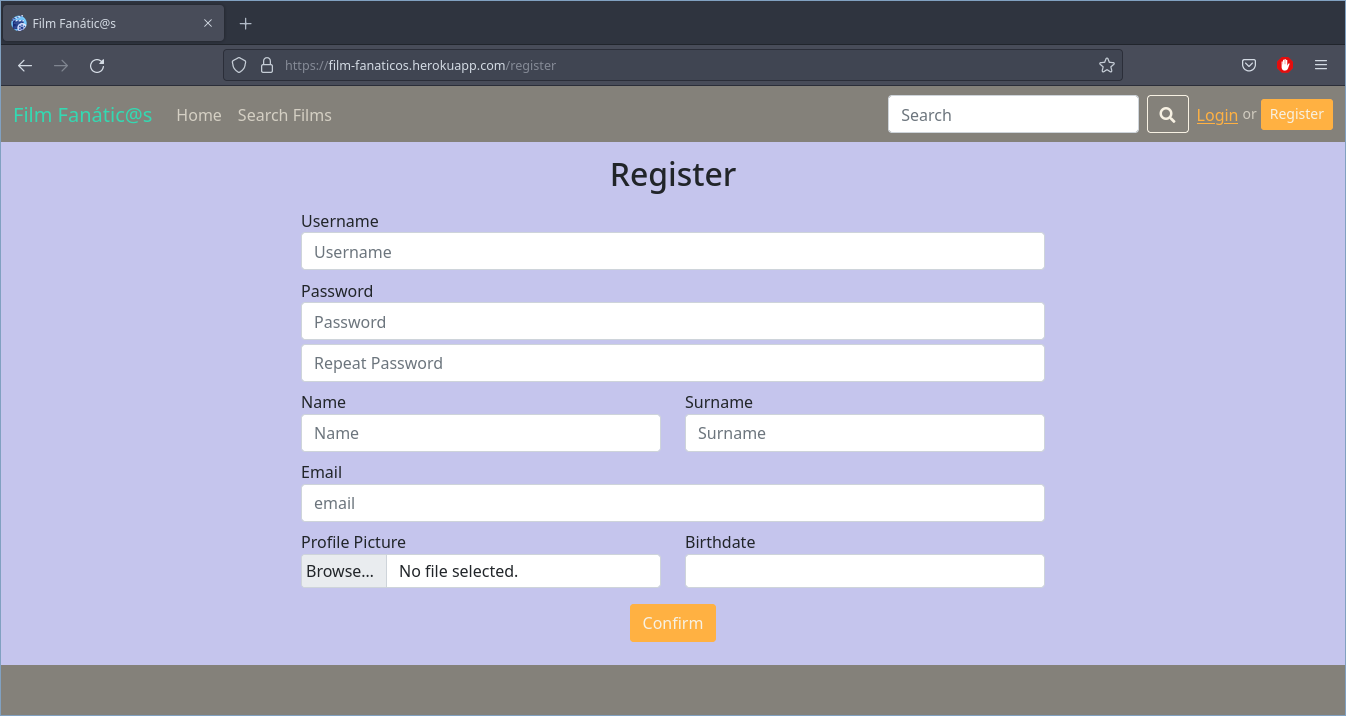 Film Fanátic@s
https://film-fanaticos.herokuapp.com/register
Film Fanátic@s Home Search Films Search Login or Register
Register
Username
Username
Password
Password
Repeat Password
Name Surname
Name Surname
Email
email
Profile Picture Birthdate
Browse... No file selected.
Confirm